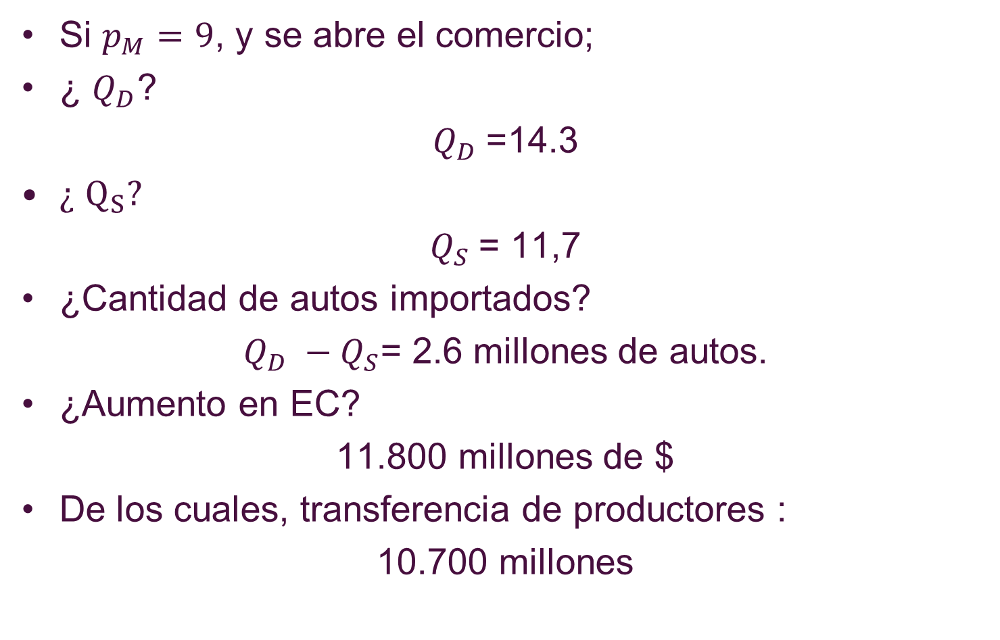 • Si p_M = 9, y se abre el comercio;
• ¿ Q_D?
Q_D =14.3
• ¿ Q_S?
Q_S = 11,7
• ¿Cantidad de autos importados?
Q_D − Q_S= 2.6 millones de autos.
• ¿Aumento en EC?
11.800 millones de $
• De los cuales, transferencia de productores :
10.700 millones